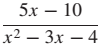 5x − 10
x² − 3x − 4